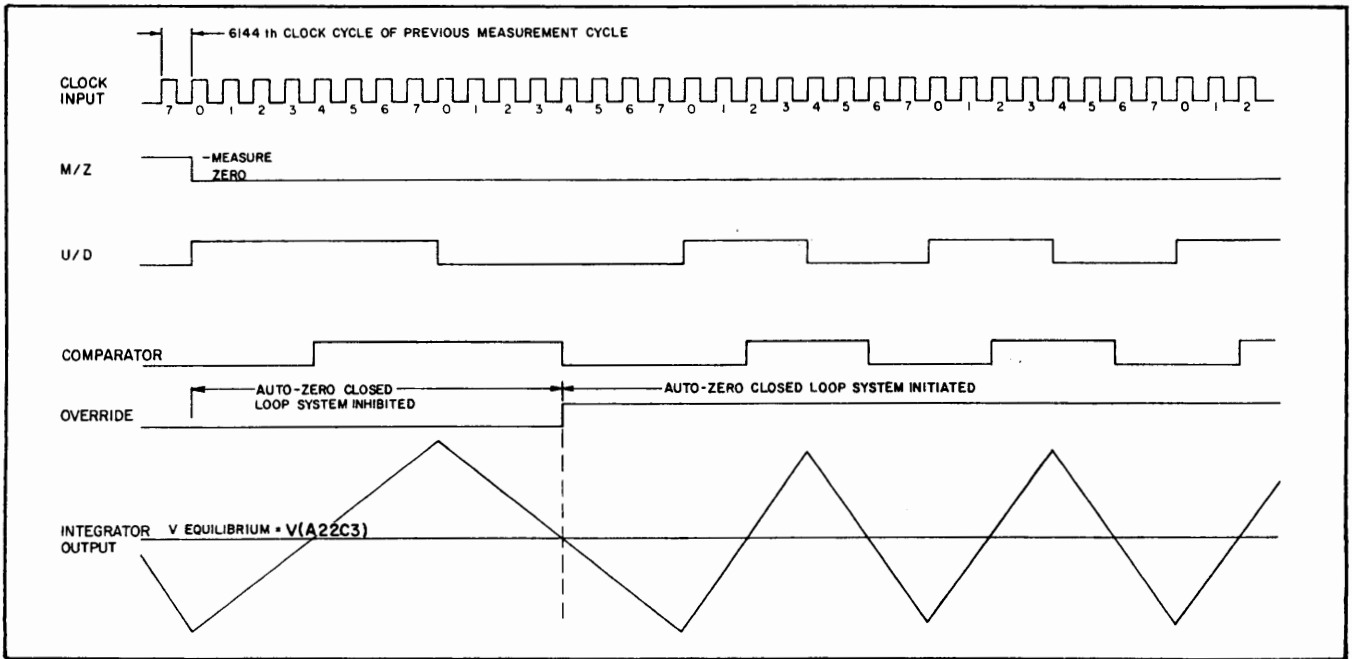 6144 th CLOCK CYCLE OF PREVIOUS MEASUREMENT CYCLE
CLOCK
INPUT
7 0 1 2 3 4 5 6 7 0 1 2 3 4 5 6 7 0 1 2 3 4 5 6 7 0 1 2 3 4 5 6 7 0 1 2
M/Z
-MEASURE
ZERO
U/D
COMPARATOR
AUTO-ZERO CLOSED
LOOP SYSTEM INHIBITED
AUTO-ZERO CLOSED LOOP SYSTEM INITIATED
OVERRIDE
INTEGRATOR
OUTPUT
V EQUILIBRIUM = V(A22C3)